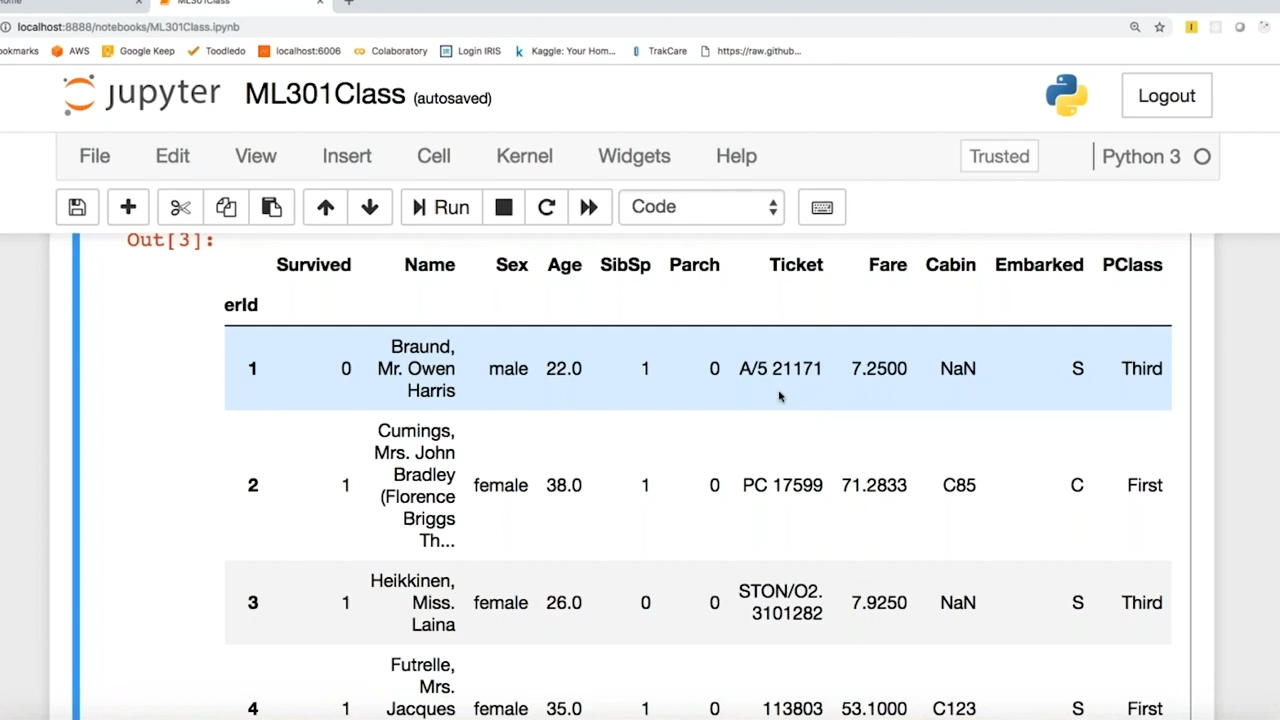 Home
ML301Class
localhost:8888/notebooks/ML301Class.ipynb
ookmarks AWS Google Keep Toodledo localhost:6006 Colaboratory Login IRIS Kaggle: Your Hom... TrakCare https://raw.github...
jupyter ML301Class (autosaved) Logout
File Edit View Insert Cell Kernel Widgets Help Trusted Python 3
Run Code
Out[3]:
Survived Name Sex Age SibSp Parch Ticket Fare Cabin Embarked PClass
erId
Braund,
1 0 Mr. Owen male 22.0 1 0 A/5 21171 7.2500 NaN S Third
Harris
Cumings,
Mrs. John
Bradley
2 1 (Florence female 38.0 1 0 PC 17599 71.2833 C85 C First
Briggs
Th...
Heikkinen,
3 1 Miss. female 26.0 0 0 STON/O2. 3101282 7.9250 NaN S Third
Laina
Futrelle,
Mrs.
4 1 Jacques female 35.0 1 0 113803 53.1000 C123 S First